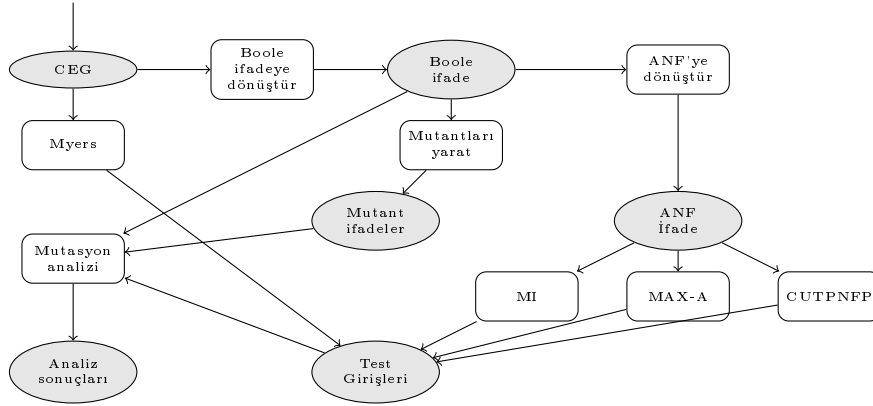 CEG
Boole
ifadeye
dönüştür
Boole
ifade
ANF'ye
dönüştür
Myers
Mutantları
yarat
Mutant
ifadeler
ANF
İfade
Mutasyon
analizi
MI
MAX-A
CUTPNFP
Analiz
sonuçları
Test
Girişleri